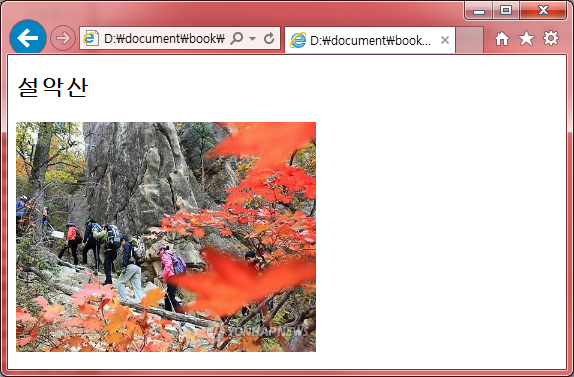 D:₩document₩book₩
D:₩document₩book...
설악산
YONHAPNEWS